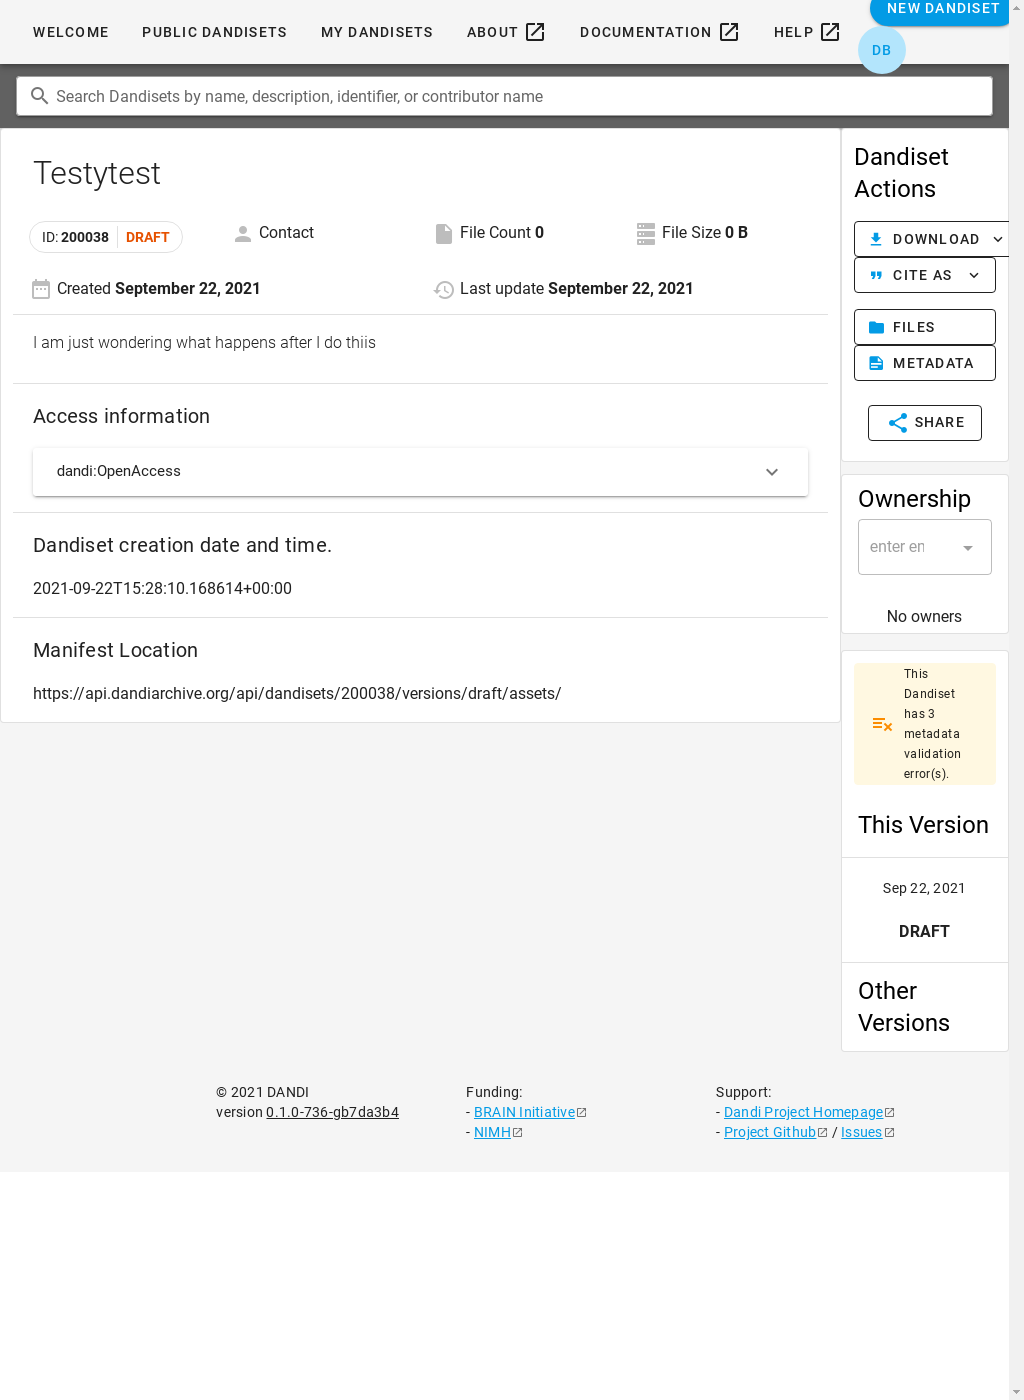 WELCOME
PUBLIC DANDISETS
MY DANDISETS
ABOUT
DOCUMENTATION
HELP
NEW DANDISET
DB
Search Dandisets by name, description, identifier, or contributor name
Testytest
ID: 200038 DRAFT
Contact
File Count 0
File Size 0 B
Created September 22, 2021
Last update September 22, 2021
I am just wondering what happens after I do thiis
Access information
dandi:OpenAccess
Dandiset creation date and time.
2021-09-22T15:28:10.168614+00:00
Manifest Location
https://api.dandiarchive.org/api/dandisets/200038/versions/draft/assets/
Dandiset
Actions
DOWNLOAD
CITE AS
FILES
METADATA
SHARE
Ownership
enter en
No owners
This
Dandiset
has 3
metadata
validation
error(s).
This Version
Sep 22, 2021
DRAFT
Other
Versions
© 2021 DANDI
version 0.1.0-736-gb7da3b4
Funding:
- BRAIN Initiative
- NIMH
Support:
- Dandi Project Homepage
- Project Github / Issues